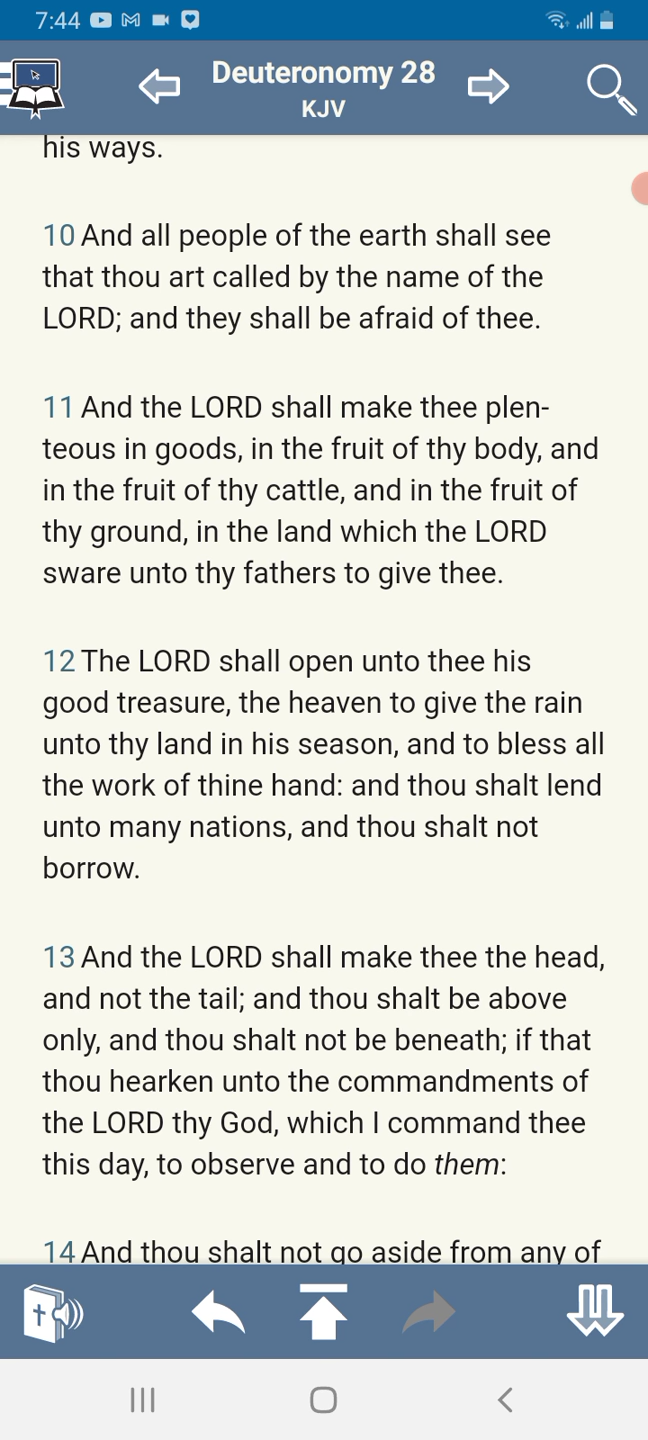 7:44
Deuteronomy 28
KJV
his ways.
10 And all people of the earth shall see
that thou art called by the name of the
LORD; and they shall be afraid of thee.
11 And the LORD shall make thee plen-
teous in goods, in the fruit of thy body, and
in the fruit of thy cattle, and in the fruit of
thy ground, in the land which the LORD
sware unto thy fathers to give thee.
12 The LORD shall open unto thee his
good treasure, the heaven to give the rain
unto thy land in his season, and to bless all
the work of thine hand: and thou shalt lend
unto many nations, and thou shalt not
borrow.
13 And the LORD shall make thee the head,
and not the tail; and thou shalt be above
only, and thou shalt not be beneath; if that
thou hearken unto the commandments of
the LORD thy God, which I command thee
this day, to observe and to do them:
14 And thou shalt not go aside from any of